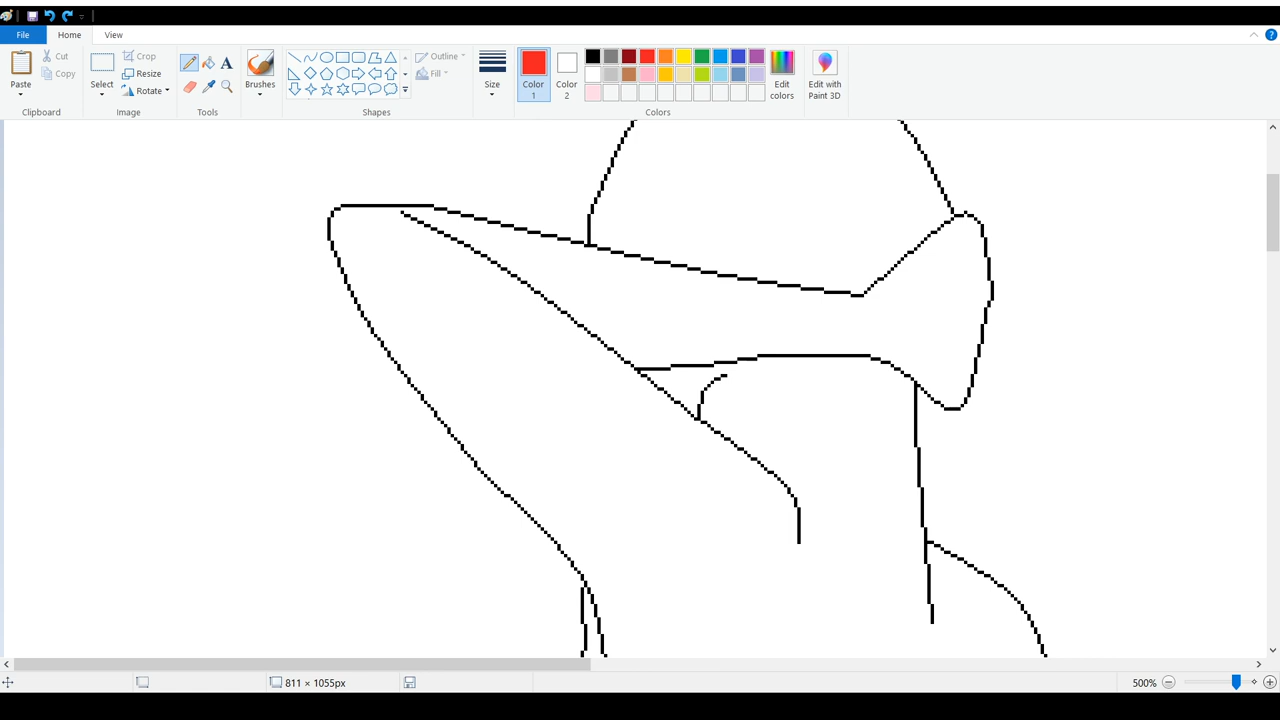 File Home View
Paste Cut Copy Select Crop Resize Rotate A Brushes Outline Fill Size Color 1 Color 2 Edit colors Edit with Paint 3D
Clipboard Image Tools Shapes Colors
811 × 1055px 500%